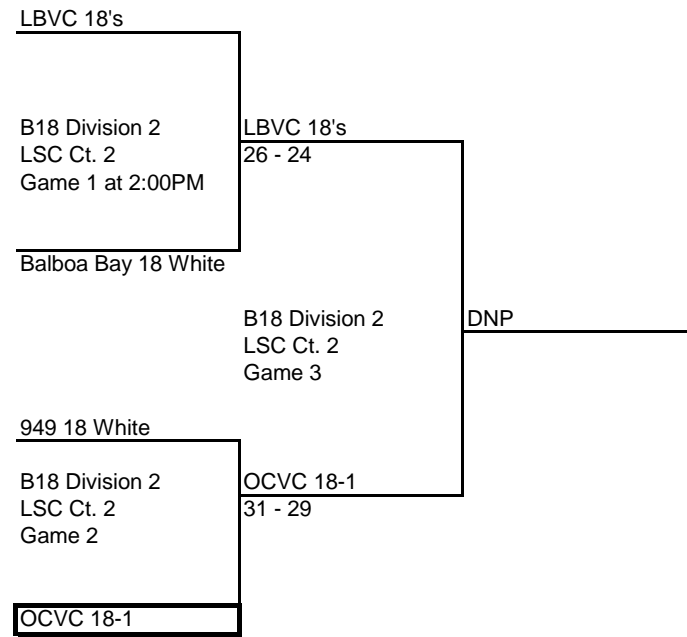 LBVC 18's
B18 Division 2
LSC Ct. 2
Game 1 at 2:00PM
LBVC 18's
26 - 24
Balboa Bay 18 White
B18 Division 2
LSC Ct. 2
Game 3
DNP
949 18 White
B18 Division 2
LSC Ct. 2
Game 2
OCVC 18-1
31 - 29
OCVC 18-1